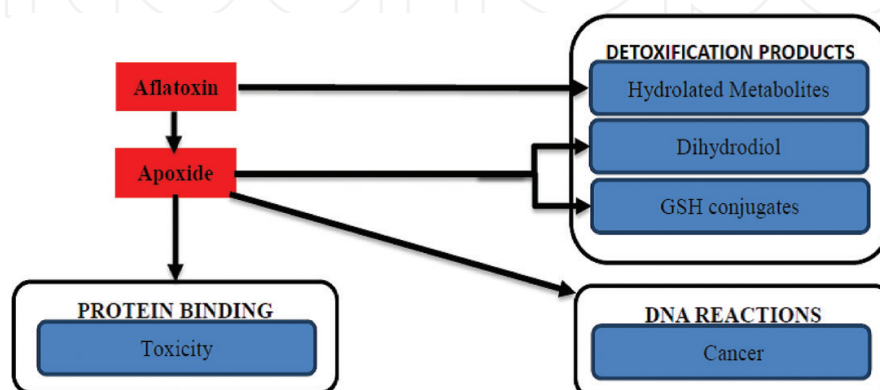 DETOXIFICATION PRODUCTS
Aflatoxin
Hydrolated Metabolites
Dihydrodiol
Apoxide
GSH conjugates
PROTEIN BINDING
Toxicity
DNA REACTIONS
Cancer